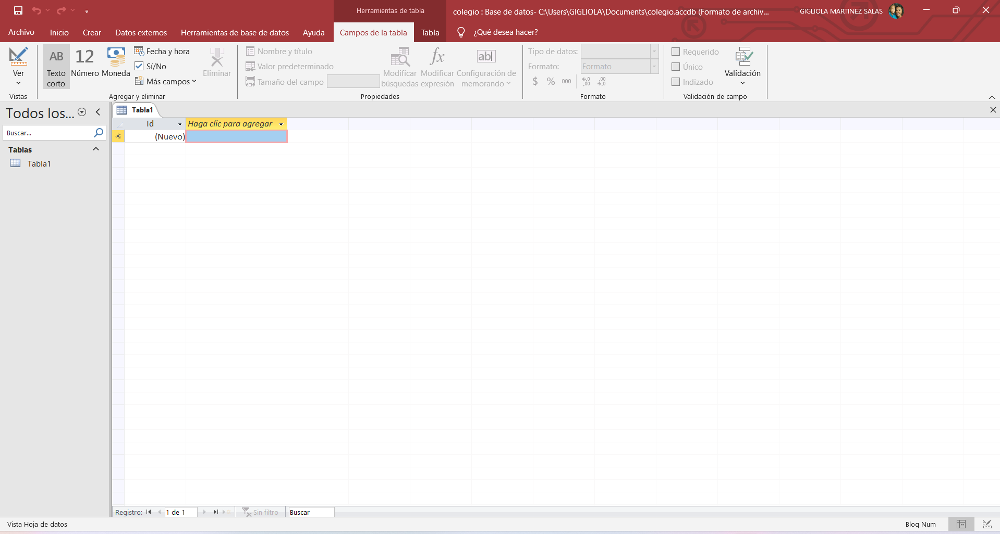 Herramientas de tabla
colegio : Base de datos- C:\Users\GIGLIOLA\Documents\colegio.accdb (Formato de archiv...
GIGLIOLA MARTINEZ SALAS
Archivo
Inicio
Crear
Datos externos
Herramientas de base de datos
Ayuda
Campos de la tabla
Tabla
¿Qué desea hacer?
Ver
Vistas
AB
Texto
corto
12
Número
Moneda
Fecha y hora
Sí/No
Más campos
Eliminar
Agregar y eliminar
Nombre y título
Valor predeterminado
Tamaño del campo
Modificar
búsquedas
fx
Modificar
expresión
ab
Configuración de
memorando
Propiedades
Tipo de datos:
Formato:
Formato
$
%
000
←,0
,00
,00
→,0
Formato
Requerido
Único
Indizado
Validación
Validación de campo
Todos los...
Buscar...
Tablas
Tabla1
Tabla1
Id
Haga clic para agregar
(Nuevo)
Registro:
1 de 1
Sin filtro
Buscar
Vista Hoja de datos
Bloq Num